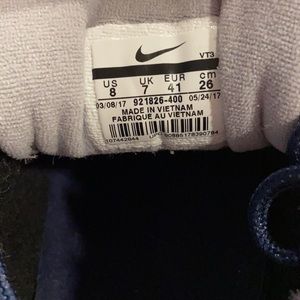 VT3
US UK EUR cm
8 7 41 26
03/08/17 921826-400 05/24/17
MADE IN VIETNAM
FABRIQUE AU VIETNAM